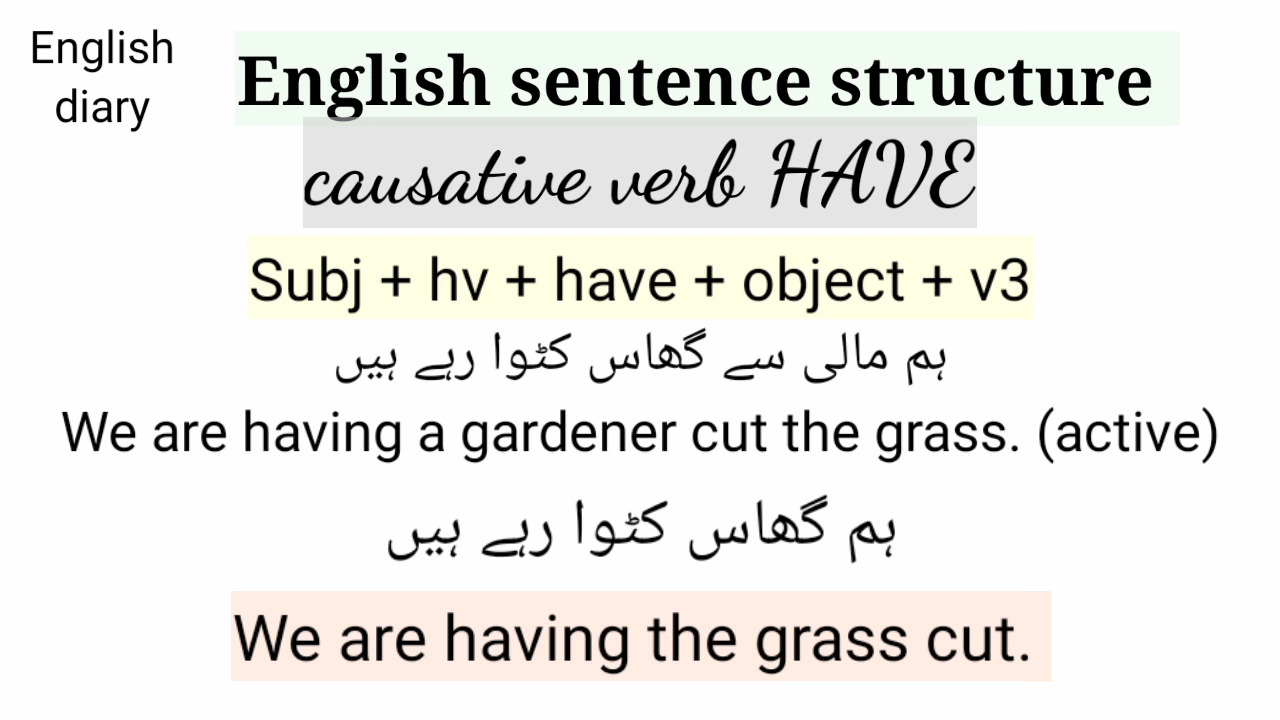 English
diary
English sentence structure
causative verb HAVE
Subj + hv + have + object + v3
ہم مالی سے گھاس کٹوا رہے ہیں
We are having a gardener cut the grass. (active)
ہم گھاس کٹوا رہے ہیں
We are having the grass cut.